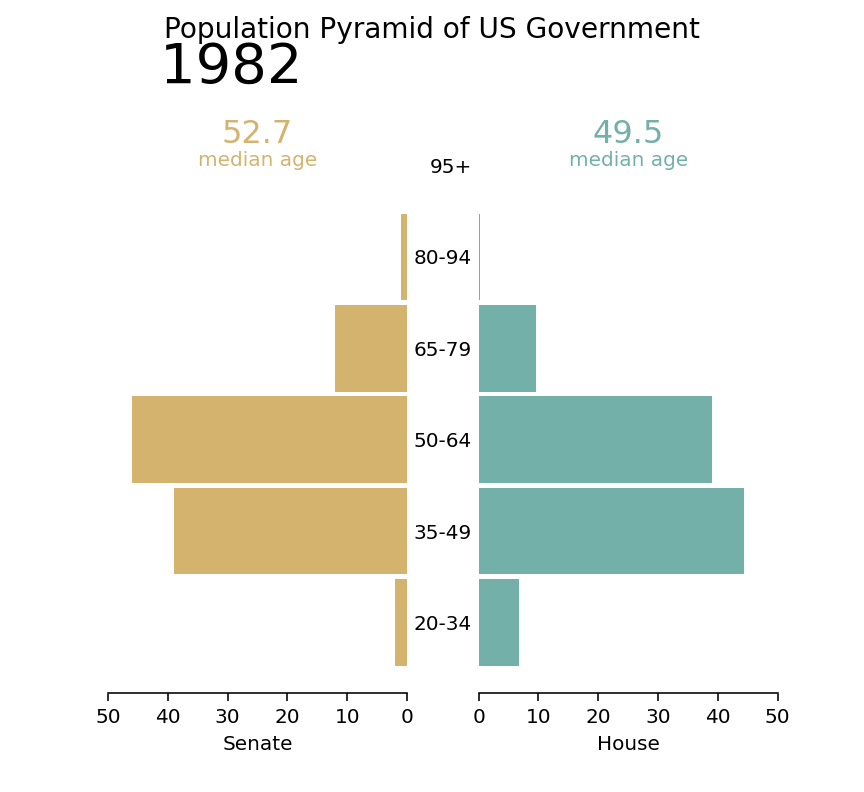 Population Pyramid of US Government
1982
52.7
median age
49.5
median age
95+
80-94
65-79
50-64
35-49
20-34
50 40 30 20 10 0
0 10 20 30 40 50
Senate
House